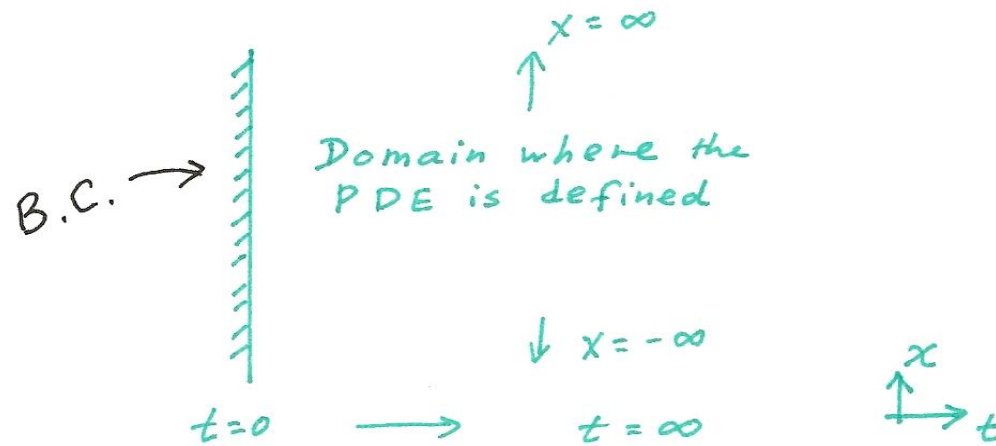 x = ∞
Domain where the
B.C.
PDE is defined
x = - ∞
x
t = 0
t = ∞
t